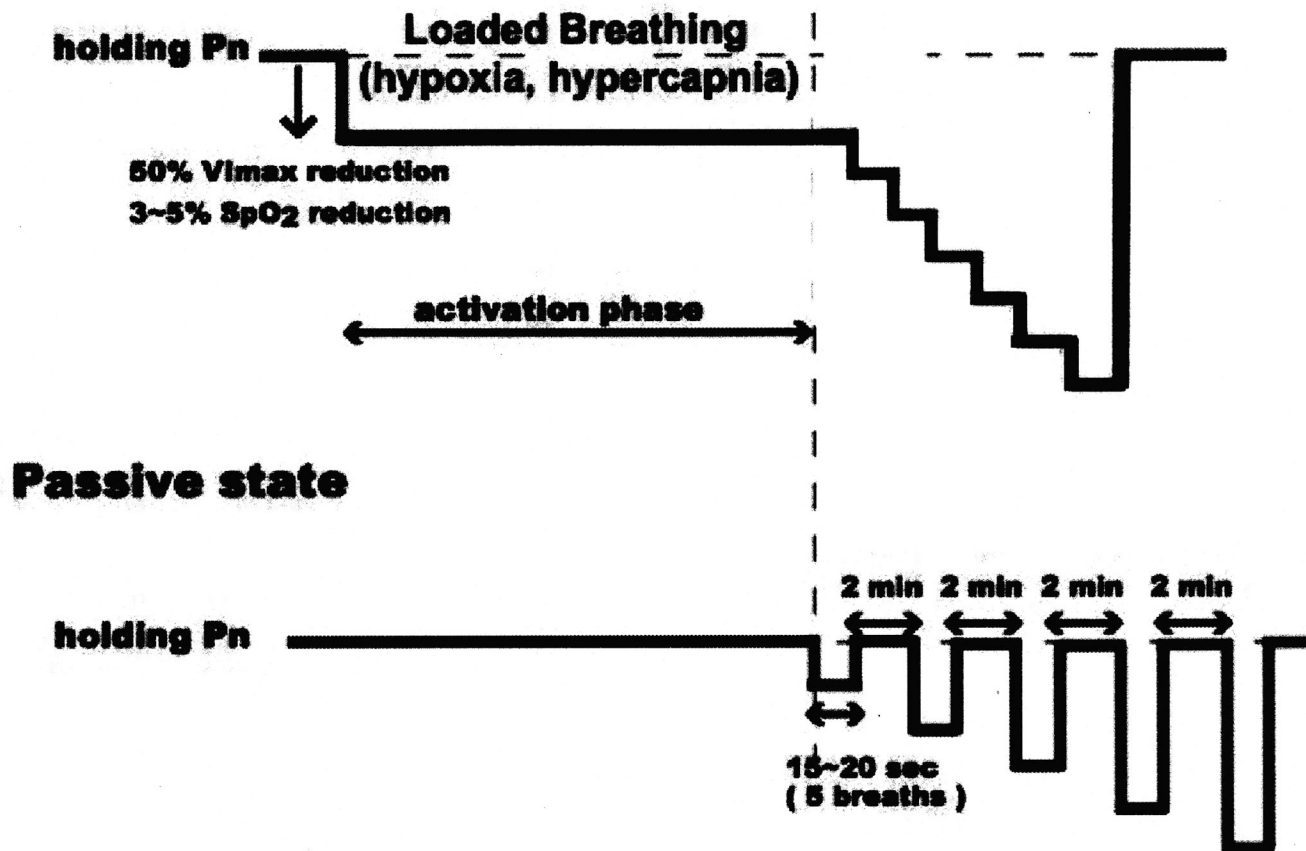 Loaded Breathing
holding Pn
(hypoxia, hypercapnia)
50% VImax reduction
3~5% SpO2 reduction
activation phase
Passive state
2 min 2 min 2 min 2 min
holding Pn
15~20 sec
( 5 breaths )